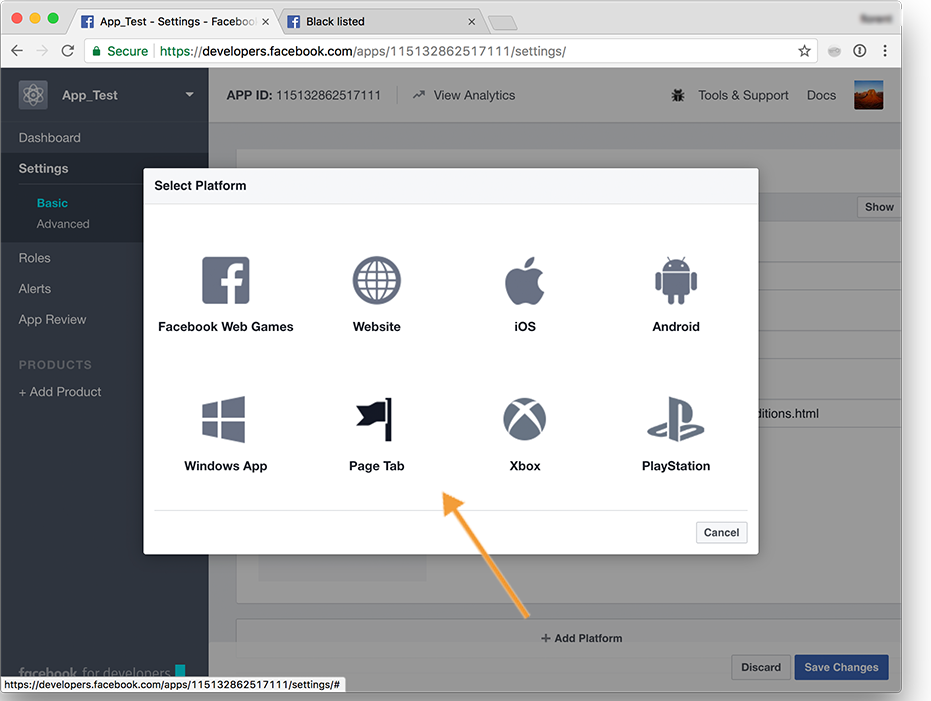 App_Test - Settings - Faceboo
Black listed
Secure
https://developers.facebook.com/apps/115132862517111/settings/
App_Test
APP ID: 115132862517111
View Analytics
Tools & Support
Docs
Dashboard
Settings
Basic
Advanced
Roles
Alerts
App Review
PRODUCTS
+ Add Product
Show
Select Platform
Facebook Web Games
Website
iOS
Android
Windows App
Page Tab
Xbox
PlayStation
Cancel
ditions.html
+ Add Platform
Discard
Save Changes
facebook for developers
https://developers.facebook.com/apps/115132862517111/settings/#